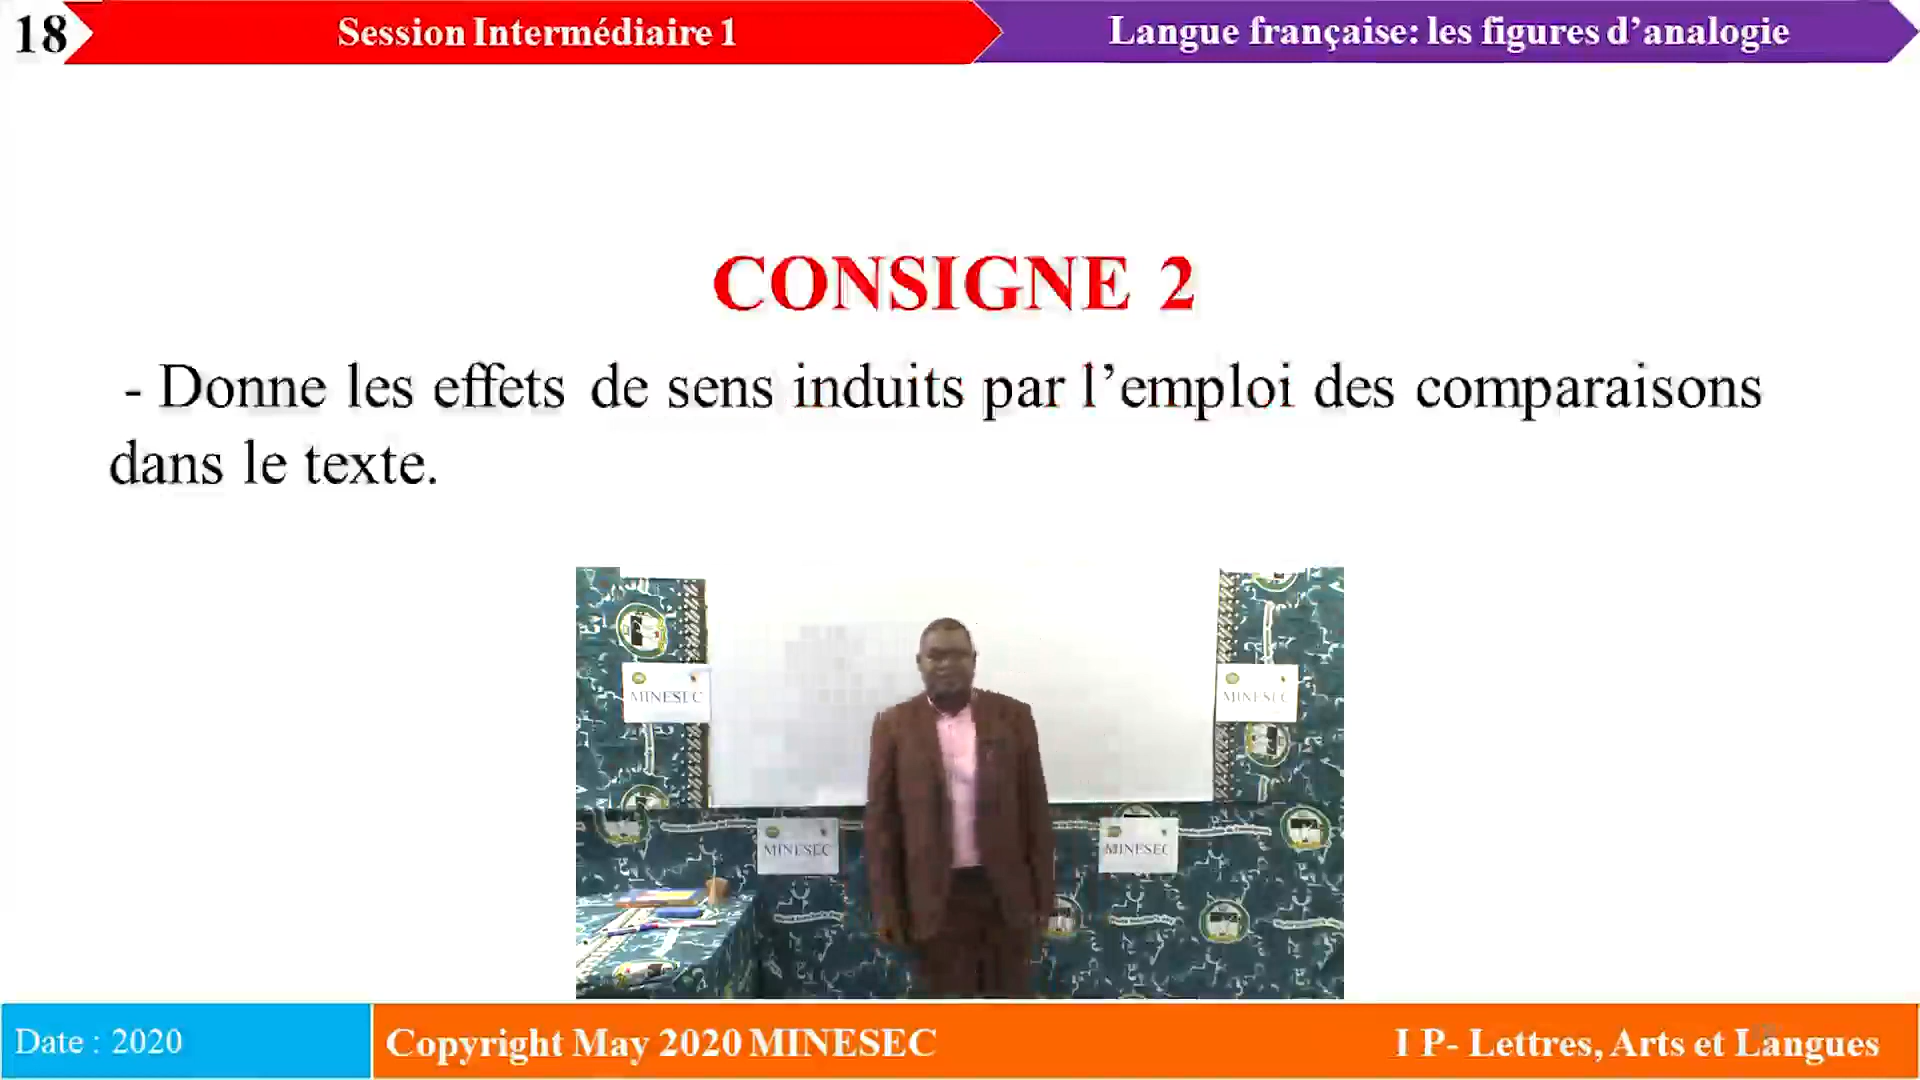 18
Session Intermédiaire 1
Langue française: les figures d'analogie
CONSIGNE 2
- Donne les effets de sens induits par l'emploi des comparaisons
dans le texte.
MINESEC
MINESEC
MINESEC
MINESEC
Date : 2020
Copyright May 2020 MINESEC
I P- Lettres, Arts et Langues